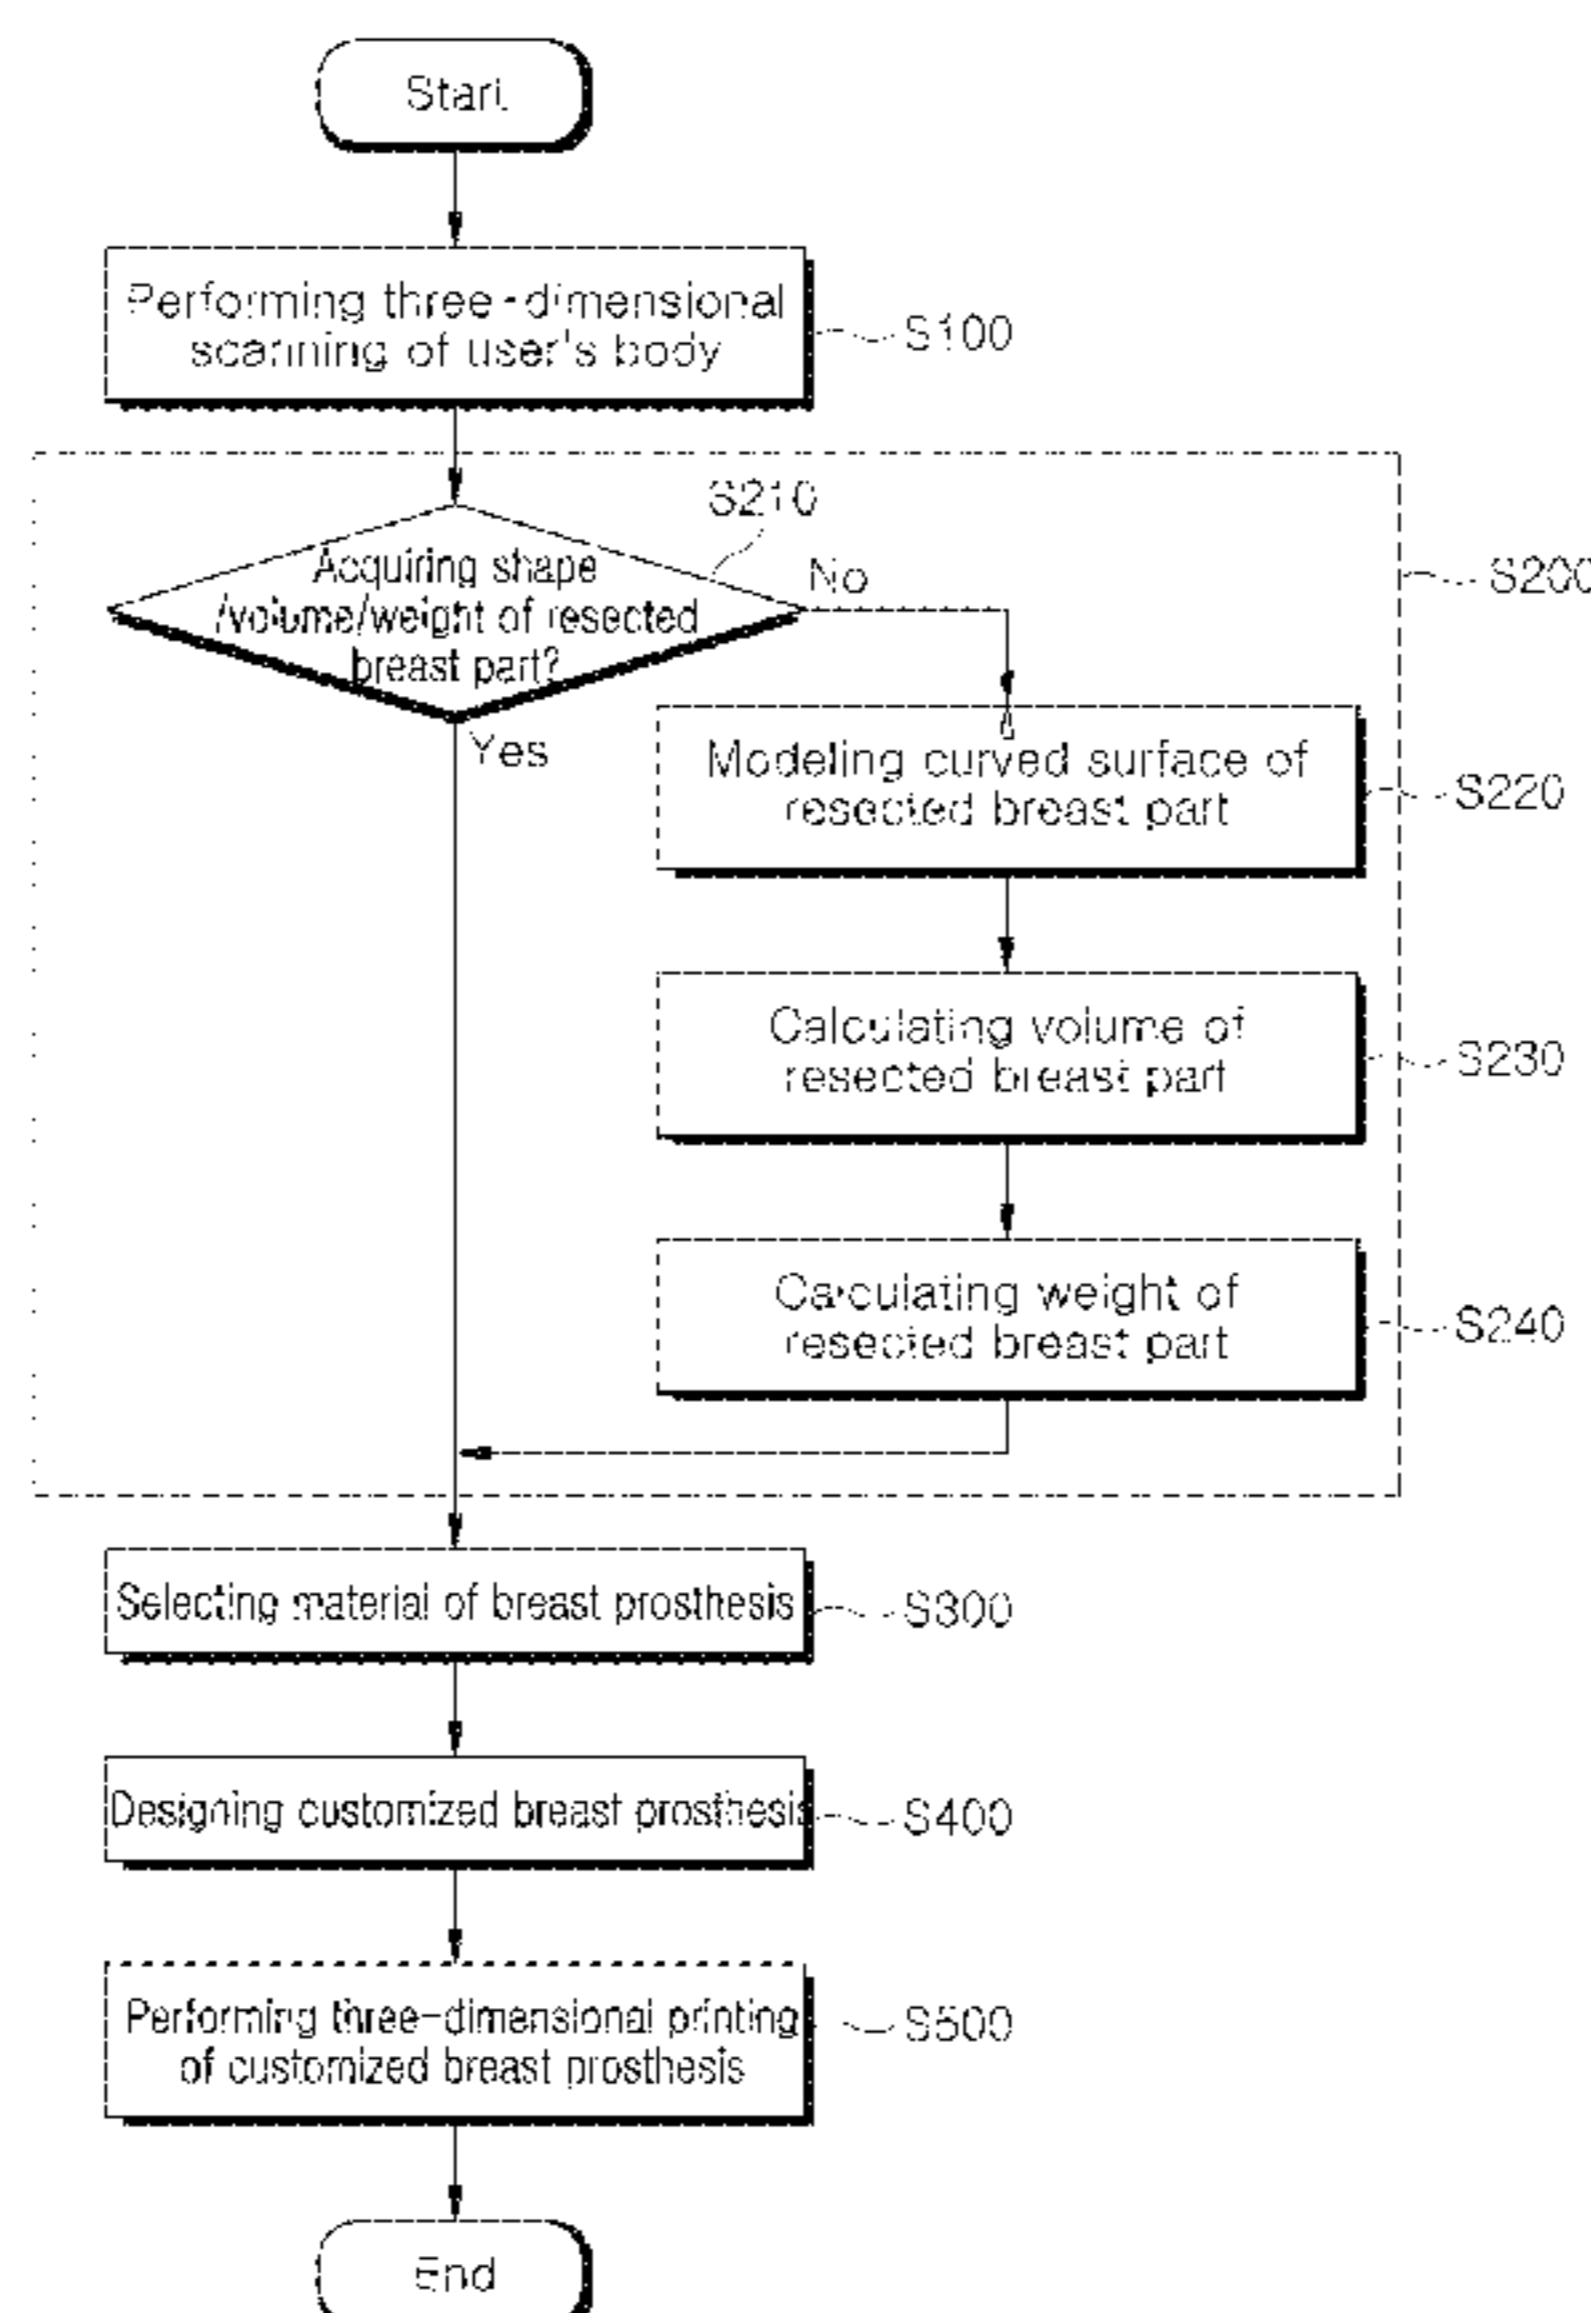 Start
Performing three-dimensional
scanning of user's body
S100
S210
Acquiring shape
/volume/weight of resected
breast part?
No
S200
Yes
Modeling curved surface of
resected breast part
S220
Calculating volume of
resected breast part
S230
Calculating weight of
resected breast part
S240
Selecting material of breast prosthesis
S300
Designing customized breast prosthesis
S400
Performing three-dimensional printing
of customized breast prosthesis
S500
End